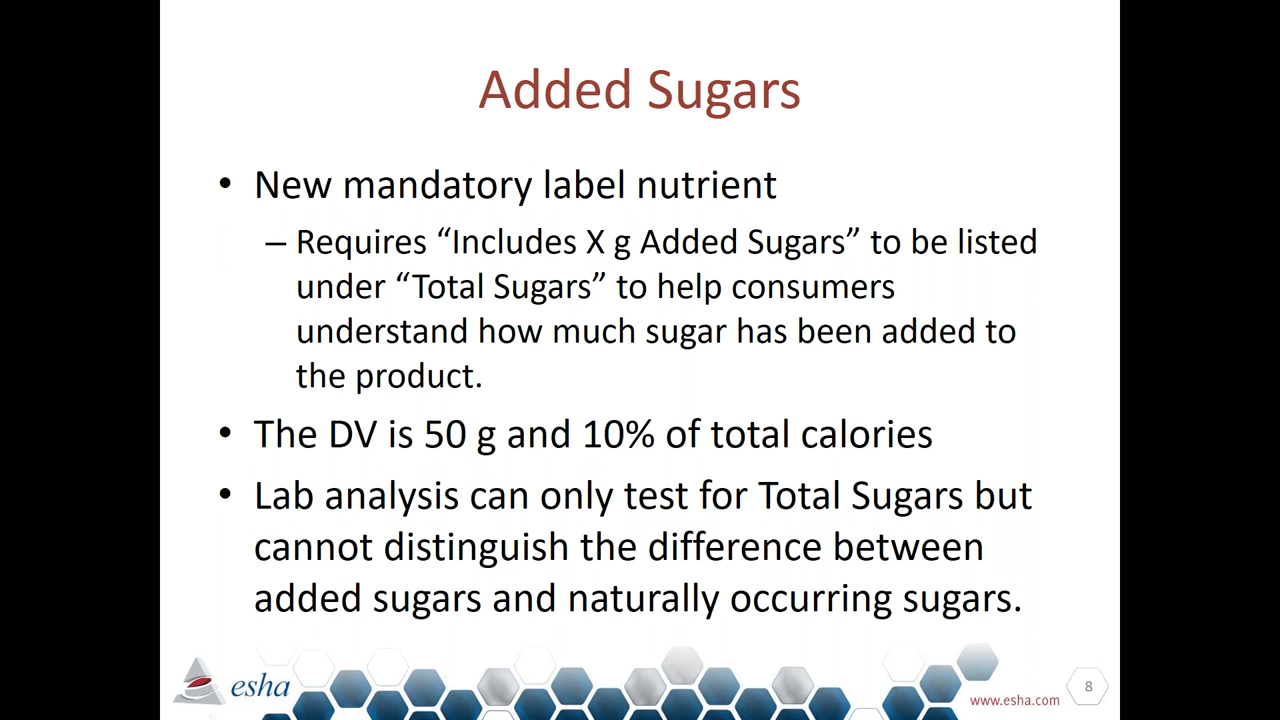 Added Sugars
• New mandatory label nutrient
– Requires “Includes X g Added Sugars” to be listed
under “Total Sugars” to help consumers
understand how much sugar has been added to
the product.
• The DV is 50 g and 10% of total calories
• Lab analysis can only test for Total Sugars but
cannot distinguish the difference between
added sugars and naturally occurring sugars.
esha
www.esha.com
8